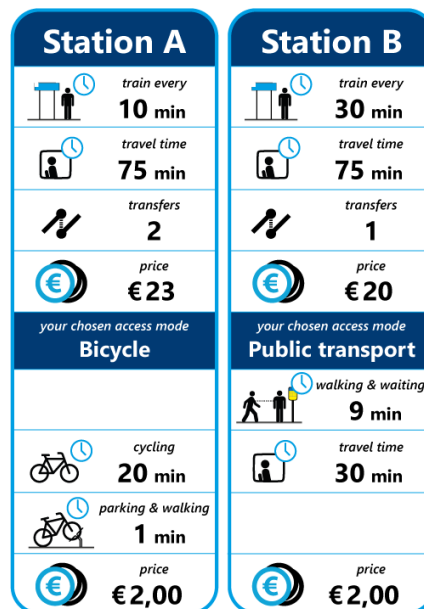 Station A
train every
10 min
travel time
75 min
transfers
2
€
price
€23
your chosen access mode
Bicycle
cycling
20 min
parking & walking
1 min
€
price
€2,00
Station B
train every
30 min
travel time
75 min
transfers
1
€
price
€20
your chosen access mode
Public transport
walking & waiting
9 min
travel time
30 min
€
price
€2,00